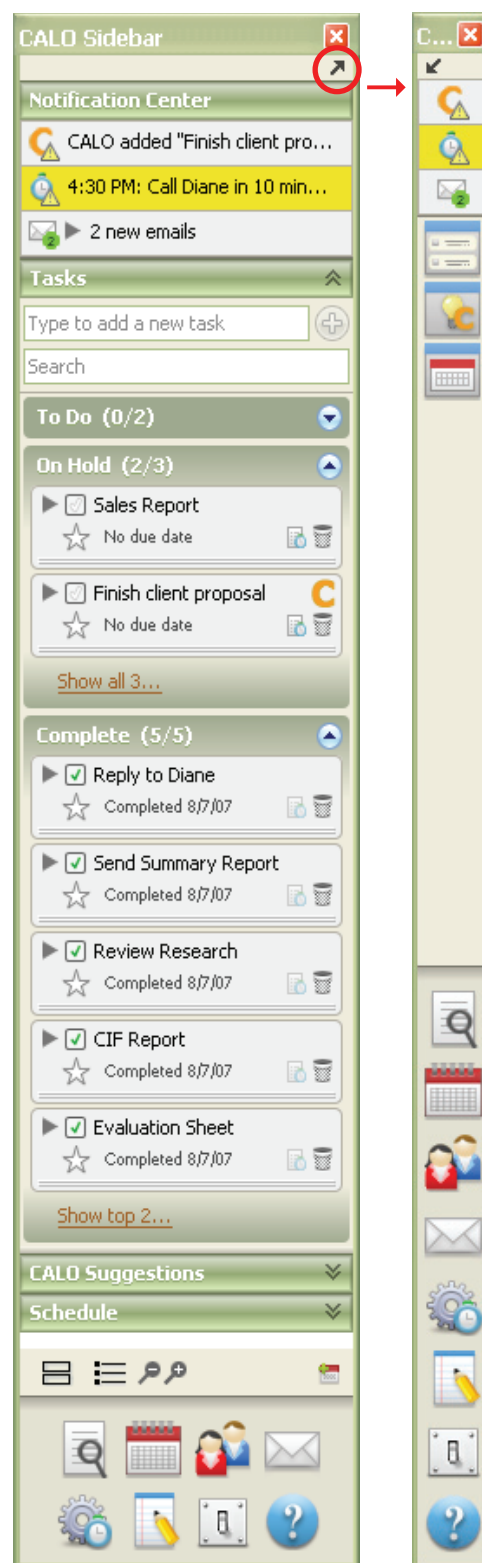 CALO Sidebar
Notification Center
CALO added "Finish client pro...
4:30 PM: Call Diane in 10 min...
2
2 new emails
Tasks
Type to add a new task
Search
To Do (0/2)
On Hold (2/3)
Sales Report
No due date
Finish client proposal
No due date
Show all 3...
Complete (5/5)
Reply to Diane
Completed 8/7/07
Send Summary Report
Completed 8/7/07
Review Research
Completed 8/7/07
CIF Report
Completed 8/7/07
Evaluation Sheet
Completed 8/7/07
Show top 2...
CALO Suggestions
Schedule
?
C...
2
?